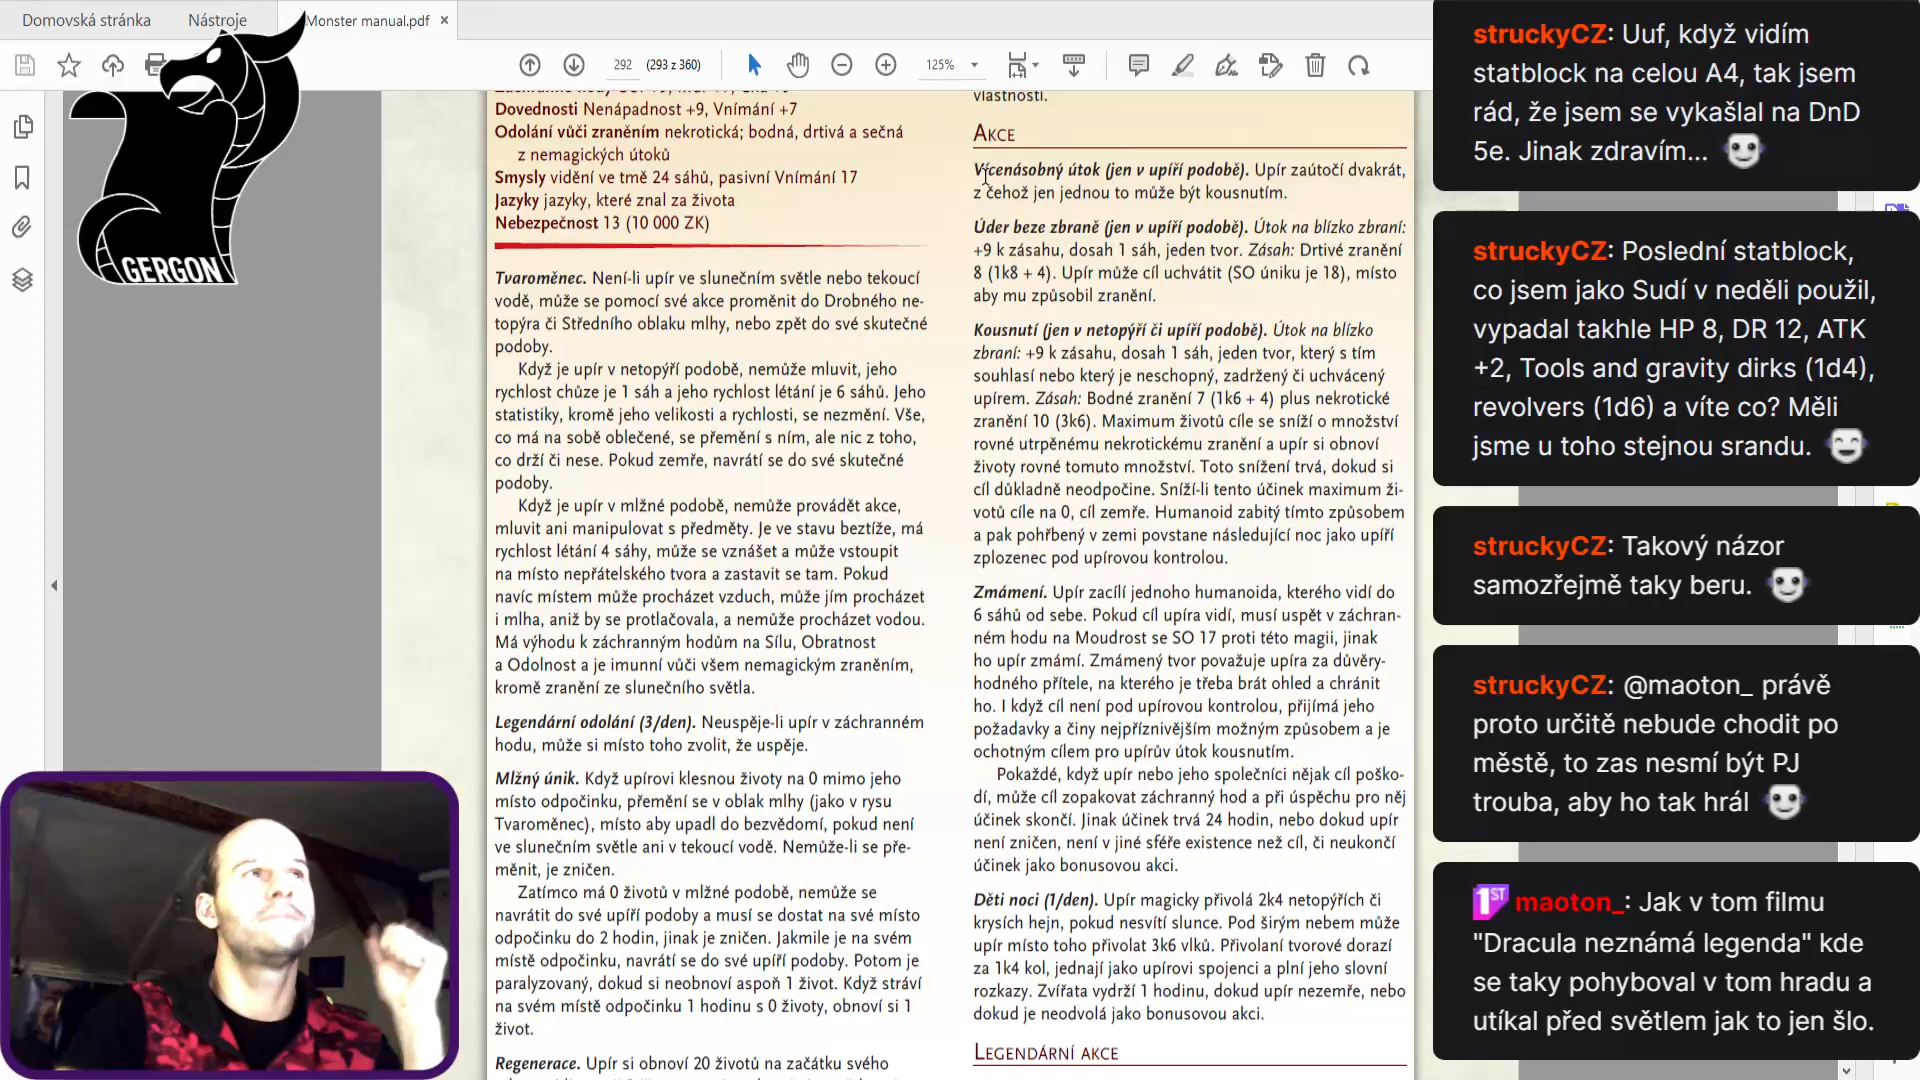 Domovská stránka
Nástroje
Monster manual.pdf
292
(293 z 360)
125%
GERGON
Dovednosti Nenápadnost +9, Vnímání +7
Odolání vůči zraněním nekrotická; bodná, drtivá a sečná
z nemagických útoků
Smysly vidění ve tmě 24 sáhů, pasivní Vnímání 17
Jazyky jazyky, které znal za života
Nebezpečnost 13 (10 000 ZK)
Tvaroměnec. Není-li upír ve slunečním světle nebo tekoucí
vodě, může se pomocí své akce proměnit do Drobného ne-
topýra či Středního oblaku mlhy, nebo zpět do své skutečné
podoby.
Když je upír v netopýří podobě, nemůže mluvit, jeho
rychlost chůze je 1 sáh a jeho rychlost létání je 6 sáhů. Jeho
statistiky, kromě jeho velikosti a rychlosti, se nezmění. Vše,
co má na sobě oblečené, se přemění s ním, ale nic z toho,
co drží či nese. Pokud zemře, navrátí se do své skutečné
podoby.
Když je upír v mlžné podobě, nemůže provádět akce,
mluvit ani manipulovat s předměty. Je ve stavu beztíže, má
rychlost létání 4 sáhy, může se vznášet a může vstoupit
na místo nepřátelského tvora a zastavit se tam. Pokud
navíc místem může procházet vzduch, může jím procházet
i mlha, aniž by se protlačovala, a nemůže procházet vodou.
Má výhodu k záchranným hodům na Sílu, Obratnost
a Odolnost a je imunní vůči všem nemagickým zraněním,
kromě zranění ze slunečního světla.
Legendární odolání (3/den). Neuspěje-li upír v záchranném
hodu, může si místo toho zvolit, že uspěje.
Mlžný únik. Když upírovi klesnou životy na 0 mimo jeho
místo odpočinku, přemění se v oblak mlhy (jako v rysu
Tvaroměnec), místo aby upadl do bezvědomí, pokud není
ve slunečním světle ani v tekoucí vodě. Nemůže-li se pře-
měnit, je zničen.
Zatímco má 0 životů v mlžné podobě, nemůže se
navrátit do své upíří podoby a musí se dostat na své místo
odpočinku do 2 hodin, jinak je zničen. Jakmile je na svém
místě odpočinku, navrátí se do své upíří podoby. Potom je
paralyzovaný, dokud si neobnoví aspoň 1 život. Když stráví
na svém místě odpočinku 1 hodinu s 0 životy, obnoví si 1
život.
Regenerace. Upír si obnoví 20 životů na začátku svého
vlastností.
Akce
Vícenásobný útok (jen v upíří podobě). Upír zaútočí dvakrát,
z čehož jen jednou to může být kousnutím.
Úder beze zbraně (jen v upíří podobě). Útok na blízko zbraní:
+9 k zásahu, dosah 1 sáh, jeden tvor. Zásah: Drtivé zranění
8 (1k8 + 4). Upír může cíl uchvátit (SO úniku je 18), místo
aby mu způsobil zranění.
Kousnutí (jen v netopýří či upíří podobě). Útok na blízko
zbraní: +9 k zásahu, dosah 1 sáh, jeden tvor, který s tím
souhlasí nebo který je neschopný, zadržený či uchvácený
upírem. Zásah: Bodné zranění 7 (1k6 + 4) plus nekrotické
zranění 10 (3k6). Maximum životů cíle se sníží o množství
rovné utrpěnému nekrotickému zranění a upír si obnoví
životy rovné tomuto množství. Toto snížení trvá, dokud si
cíl důkladně neodpočine. Sníží-li tento účinek maximum ži-
votů cíle na 0, cíl zemře. Humanoid zabitý tímto způsobem
a pak pohřbený v zemi povstane následující noc jako upíří
zplozenec pod upírovou kontrolou.
Zmámení. Upír zacílí jednoho humanoida, kterého vidí do
6 sáhů od sebe. Pokud cíl upíra vidí, musí uspět v záchran-
ném hodu na Moudrost se SO 17 proti této magii, jinak
ho upír zmámí. Zmámený tvor považuje upíra za důvěry-
hodného přítele, na kterého je třeba brát ohled a chránit
ho. I když cíl není pod upírovou kontrolou, přijímá jeho
požadavky a činy nejpříznivějším možným způsobem a je
ochotným cílem pro upírův útok kousnutím.
Pokaždé, když upír nebo jeho společníci nějak cíl poško-
dí, může cíl zopakovat záchranný hod a při úspěchu pro něj
účinek skončí. Jinak účinek trvá 24 hodin, nebo dokud upír
není zničen, není v jiné sféře existence než cíl, či neukončí
účinek jako bonusovou akci.
Děti noci (1/den). Upír magicky přivolá 2k4 netopýřích či
krysích hejn, pokud nesvítí slunce. Pod širým nebem může
upír místo toho přivolat 3k6 vlků. Přivolaní tvorové dorazí
za 1k4 kol, jednají jako upírovi spojenci a plní jeho slovní
rozkazy. Zvířata vydrží 1 hodinu, dokud upír nezemře, nebo
dokud je neodvolá jako bonusovou akci.
Legendární akce
struckyCZ: Uuf, když vidím
statblock na celou A4, tak jsem
rád, že jsem se vykašlal na DnD
5e. Jinak zdravím...
struckyCZ: Poslední statblock,
co jsem jako Sudí v neděli použil,
vypadal takhle HP 8, DR 12, ATK
+2, Tools and gravity dirks (1d4),
revolvers (1d6) a víte co? Měli
jsme u toho stejnou srandu.
struckyCZ: Takový názor
samozřejmě taky beru.
struckyCZ: @maoton_ právě
proto určitě nebude chodit po
městě, to zas nesmí být PJ
trouba, aby ho tak hrál
1ST maoton_: Jak v tom filmu
"Dracula neznámá legenda" kde
se taky pohyboval v tom hradu a
utíkal před světlem jak to jen šlo.